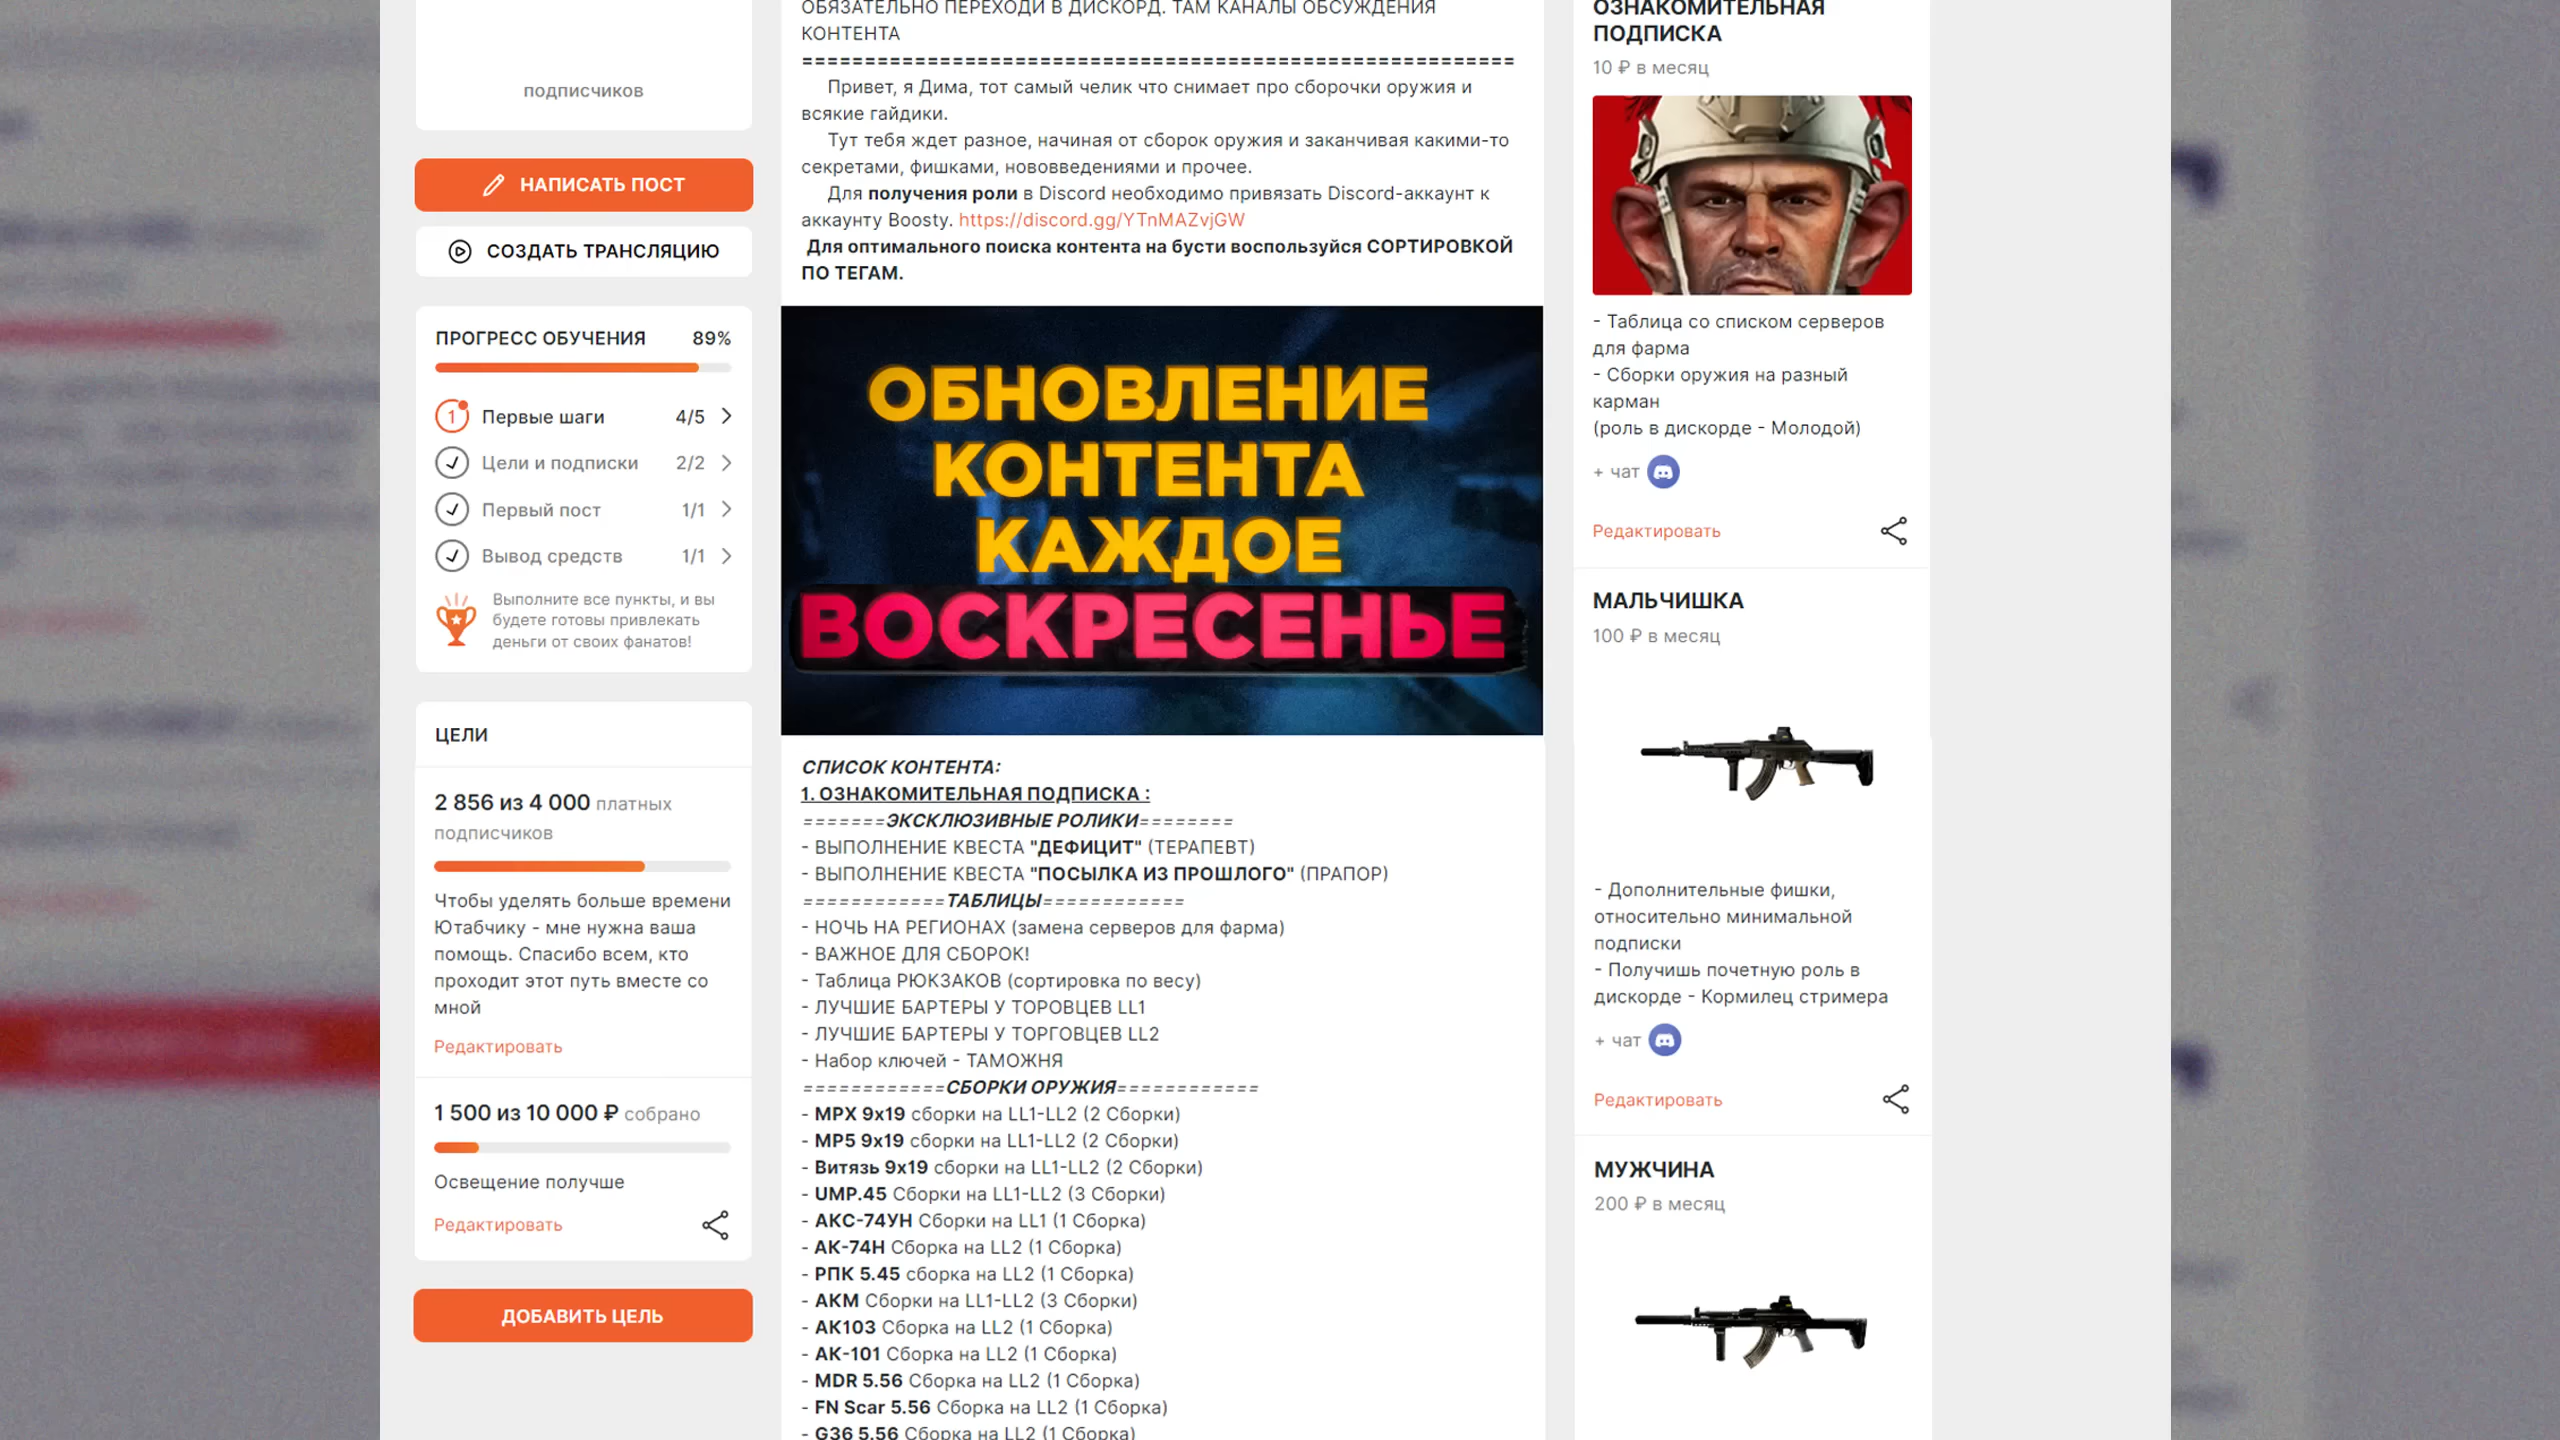 подписчиков
НАПИСАТЬ ПОСТ
СОЗДАТЬ ТРАНСЛЯЦИЮ
ПРОГРЕСС ОБУЧЕНИЯ 89%
1 Первые шаги 4/5
Цели и подписки 2/2
Первый пост 1/1
Вывод средств 1/1
Выполните все пункты, и вы
будете готовы привлекать
деньги от своих фанатов!
ЦЕЛИ
2 856 из 4 000 платных
подписчиков
Чтобы уделять больше времени
Ютабчику - мне нужна ваша
помощь. Спасибо всем, кто
проходит этот путь вместе со
мной
Редактировать
1 500 из 10 000 ₽ собрано
Освещение получше
Редактировать
ДОБАВИТЬ ЦЕЛЬ
ОБЯЗАТЕЛЬНО ПЕРЕХОДИ В ДИСКОРД. ТАМ КАНАЛЫ ОБСУЖДЕНИЯ
КОНТЕНТА
=========================================================
Привет, я Дима, тот самый челик что снимает про сборочки оружия и
всякие гайдики.
Тут тебя ждет разное, начиная от сборок оружия и заканчивая какими-то
секретами, фишками, нововведениями и прочее.
Для получения роли в Discord необходимо привязать Discord-аккаунт к
аккаунту Boosty. https://discord.gg/YTnMAZvjGW
Для оптимального поиска контента на бусти воспользуйся СОРТИРОВКОЙ
ПО ТЕГАМ.
ОБНОВЛЕНИЕ
КОНТЕНТА
КАЖДОЕ
ВОСКРЕСЕНЬЕ
СПИСОК КОНТЕНТА:
1. ОЗНАКОМИТЕЛЬНАЯ ПОДПИСКА :
=======ЭКСКЛЮЗИВНЫЕ РОЛИКИ========
- ВЫПОЛНЕНИЕ КВЕСТА "ДЕФИЦИТ" (ТЕРАПЕВТ)
- ВЫПОЛНЕНИЕ КВЕСТА "ПОСЫЛКА ИЗ ПРОШЛОГО" (ПРАПОР)
============ТАБЛИЦЫ============
- НОЧЬ НА РЕГИОНАХ (замена серверов для фарма)
- ВАЖНОЕ ДЛЯ СБОРОК!
- Таблица РЮКЗАКОВ (сортировка по весу)
- ЛУЧШИЕ БАРТЕРЫ У ТОРОВЦЕВ LL1
- ЛУЧШИЕ БАРТЕРЫ У ТОРГОВЦЕВ LL2
- Набор ключей - ТАМОЖНЯ
============СБОРКИ ОРУЖИЯ============
- MPX 9x19 сборки на LL1-LL2 (2 Сборки)
- MP5 9x19 сборки на LL1-LL2 (2 Сборки)
- Витязь 9x19 сборки на LL1-LL2 (2 Сборки)
- UMP.45 Сборки на LL1-LL2 (3 Сборки)
- АКС-74УН Сборки на LL1 (1 Сборка)
- АК-74Н Сборка на LL2 (1 Сборка)
- РПК 5.45 сборка на LL2 (1 Сборка)
- АКМ Сборки на LL1-LL2 (3 Сборки)
- АК103 Сборка на LL2 (1 Сборка)
- АК-101 Сборка на LL2 (1 Сборка)
- MDR 5.56 Сборка на LL2 (1 Сборка)
- FN Scar 5.56 Сборка на LL2 (1 Сборка)
- G36 5.56 Сборка на LL2 (1 Сборка)
ОЗНАКОМИТЕЛЬНАЯ
ПОДПИСКА
10 ₽ в месяц
- Таблица со списком серверов
для фарма
- Сборки оружия на разный
карман
(роль в дискорде - Молодой)
+ чат
Редактировать
МАЛЬЧИШКА
100 ₽ в месяц
- Дополнительные фишки,
относительно минимальной
подписки
- Получишь почетную роль в
дискорде - Кормилец стримера
+ чат
Редактировать
МУЖЧИНА
200 ₽ в месяц